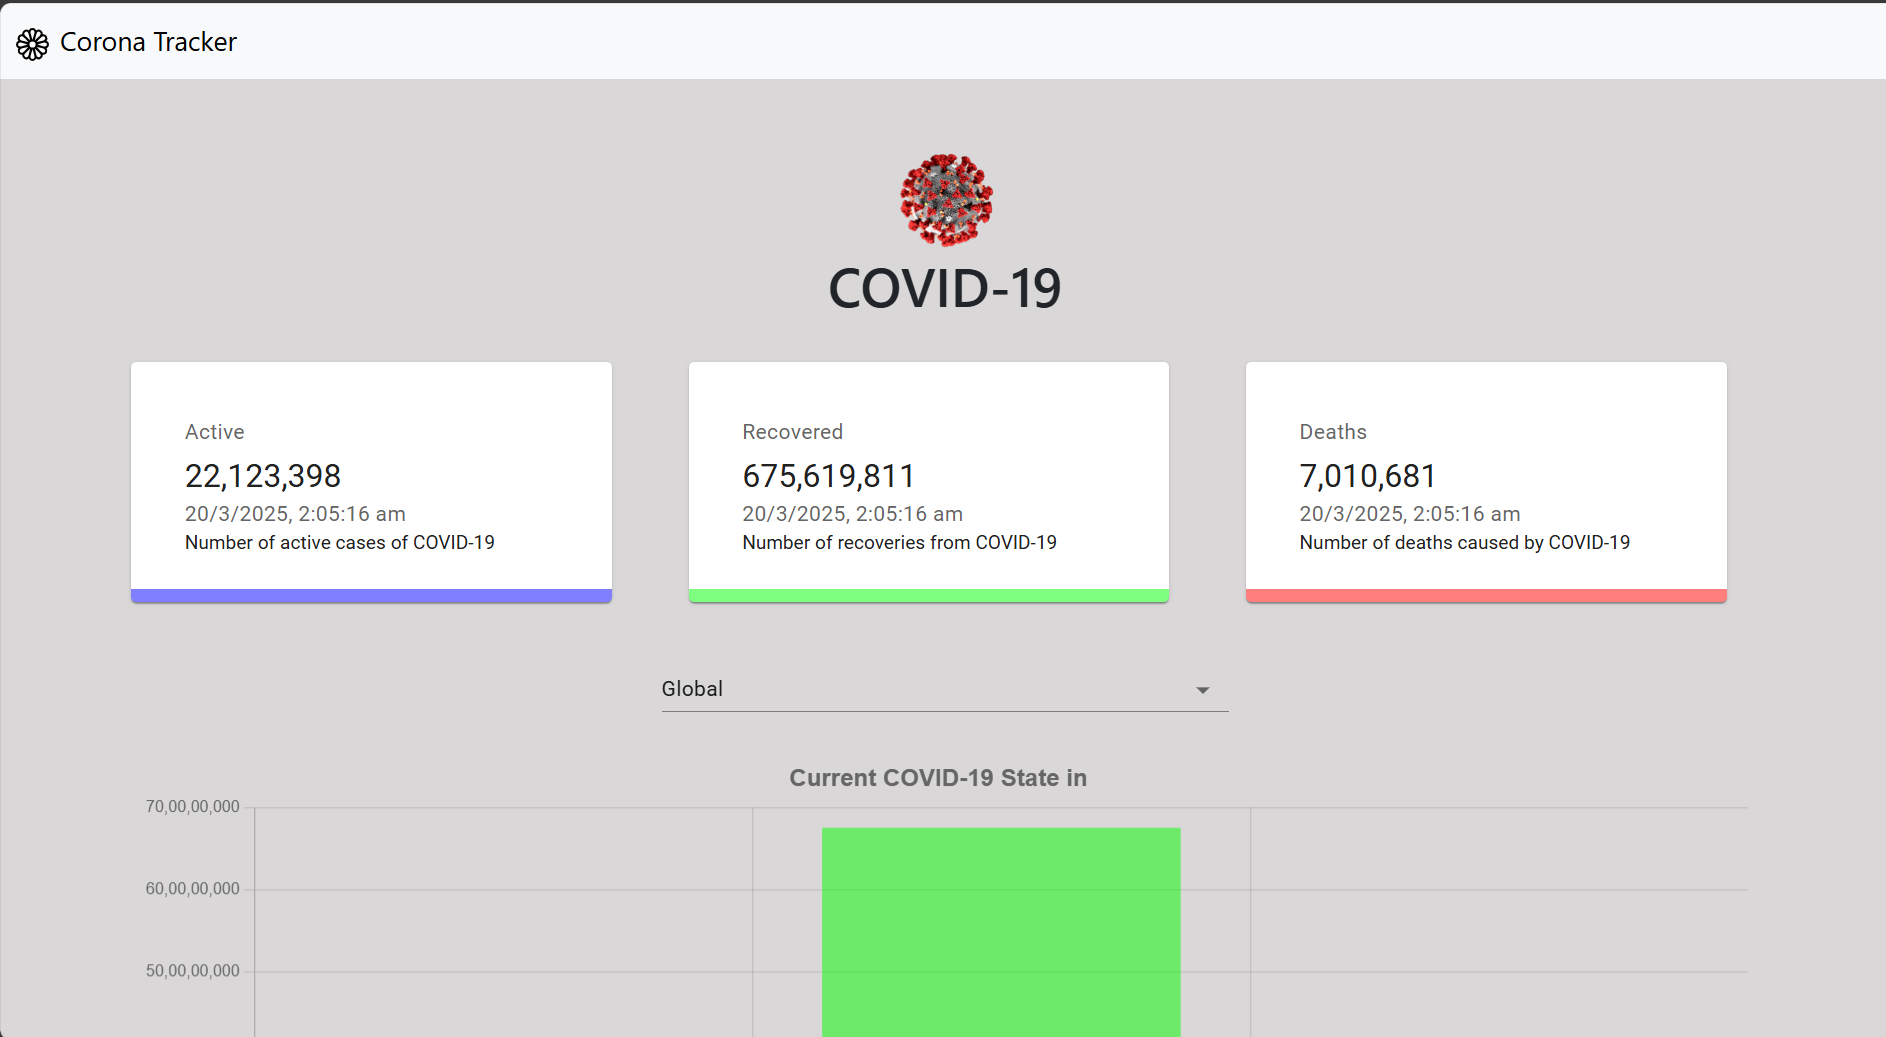 Corona Tracker
COVID-19
Active
22,123,398
20/3/2025, 2:05:16 am
Number of active cases of COVID-19
Recovered
675,619,811
20/3/2025, 2:05:16 am
Number of recoveries from COVID-19
Deaths
7,010,681
20/3/2025, 2:05:16 am
Number of deaths caused by COVID-19
Global
Current COVID-19 State in
70,00,00,000
60,00,00,000
50,00,00,000